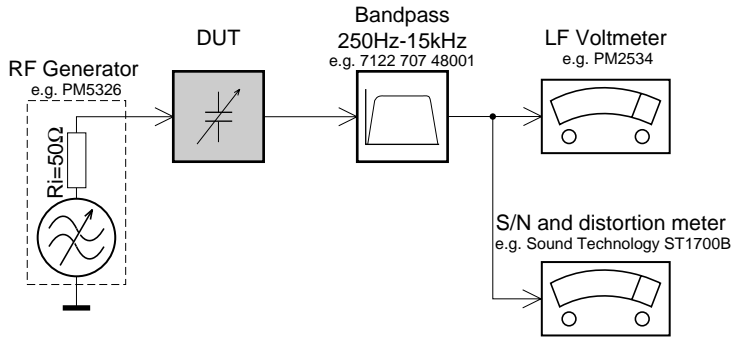 RF Generator
e.g. PM5326
Ri=50Ω
DUT
Bandpass
250Hz-15kHz
e.g. 7122 707 48001
LF Voltmeter
e.g. PM2534
S/N and distortion meter
e.g. Sound Technology ST1700B